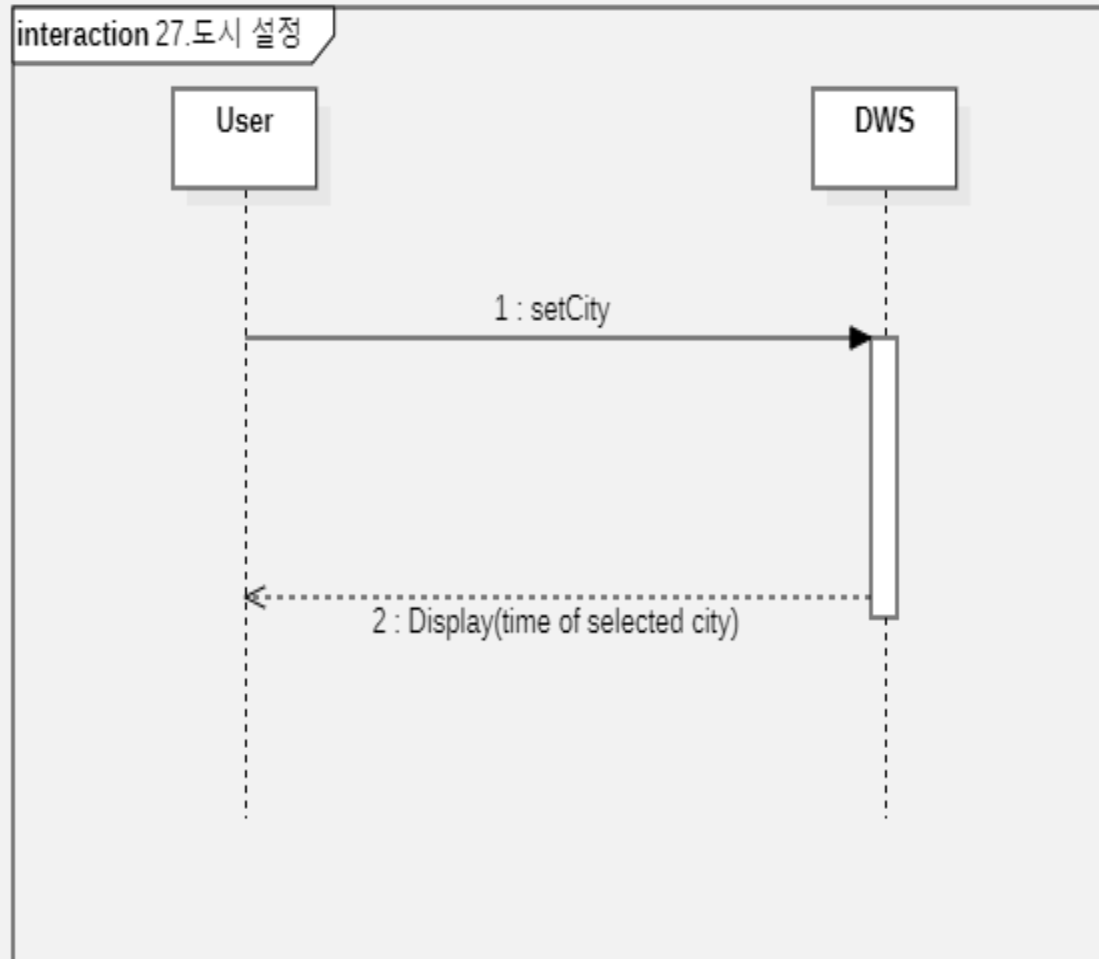 interaction 27.도시 설정
User
DWS
1 : setCity
2 : Display(time of selected city)